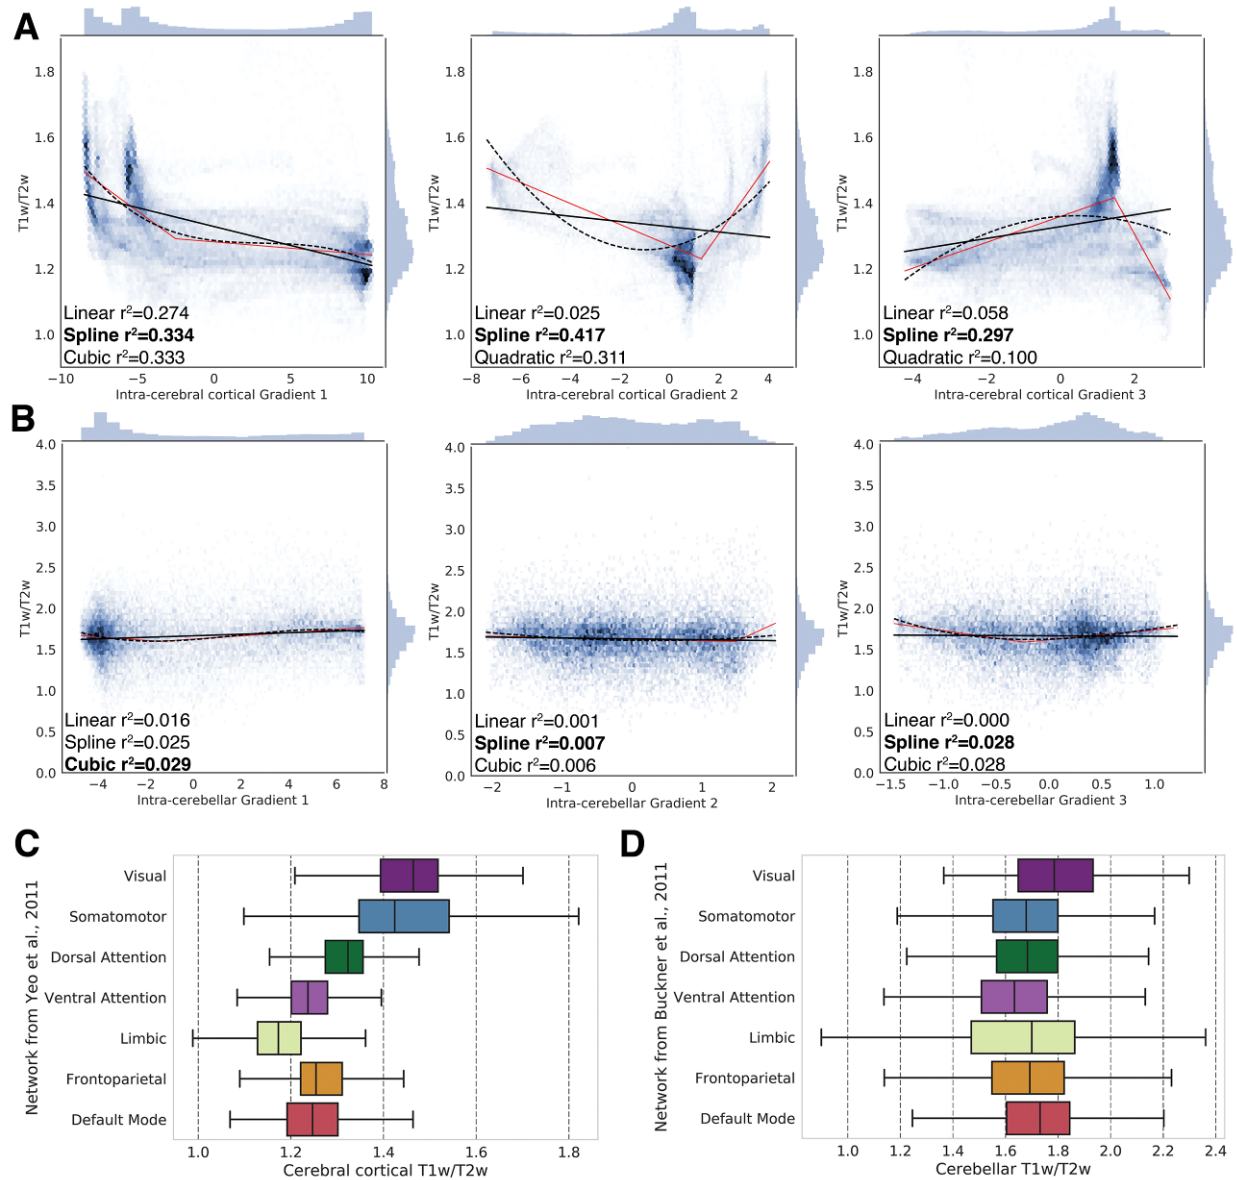 A
1.8
1.6
1.4
1.2
1.0
T1w/T2w
Linear r²=0.274
Spline r²=0.334
Cubic r²=0.333
−10 −5 0 5 10
Intra-cerebral cortical Gradient 1
1.8
1.6
1.4
1.2
1.0
T1w/T2w
Linear r²=0.025
Spline r²=0.417
Quadratic r²=0.311
−8 −6 −4 −2 0 2 4
Intra-cerebral cortical Gradient 2
1.8
1.6
1.4
1.2
1.0
T1w/T2w
Linear r²=0.058
Spline r²=0.297
Quadratic r²=0.100
−4 −2 0 2
Intra-cerebral cortical Gradient 3
B
4.0
3.5
3.0
2.5
2.0
1.5
1.0
0.5
0.0
T1w/T2w
Linear r²=0.016
Spline r²=0.025
Cubic r²=0.029
−4 −2 0 2 4 6 8
Intra-cerebellar Gradient 1
4.0
3.5
3.0
2.5
2.0
1.5
1.0
0.5
0.0
T1w/T2w
Linear r²=0.001
Spline r²=0.007
Cubic r²=0.006
−2 −1 0 1 2
Intra-cerebellar Gradient 2
4.0
3.5
3.0
2.5
2.0
1.5
1.0
0.5
0.0
T1w/T2w
Linear r²=0.000
Spline r²=0.028
Cubic r²=0.028
−1.5 −1.0 −0.5 0.0 0.5 1.0
Intra-cerebellar Gradient 3
C
Network from Yeo et al., 2011
Visual
Somatomotor
Dorsal Attention
Ventral Attention
Limbic
Frontoparietal
Default Mode
1.0 1.2 1.4 1.6 1.8
Cerebral cortical T1w/T2w
D
Network from Buckner et al., 2011
Visual
Somatomotor
Dorsal Attention
Ventral Attention
Limbic
Frontoparietal
Default Mode
1.0 1.2 1.4 1.6 1.8 2.0 2.2 2.4
Cerebellar T1w/T2w